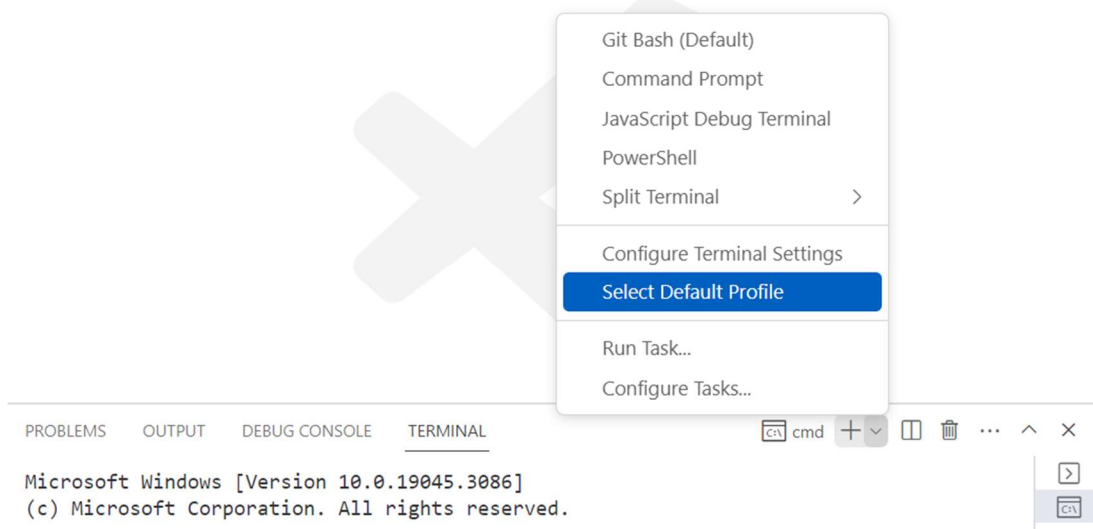 Git Bash (Default)
Command Prompt
JavaScript Debug Terminal
PowerShell
Split Terminal
Configure Terminal Settings
Select Default Profile
Run Task...
Configure Tasks...
PROBLEMS OUTPUT DEBUG CONSOLE TERMINAL cmd
Microsoft Windows [Version 10.0.19045.3086]
(c) Microsoft Corporation. All rights reserved.